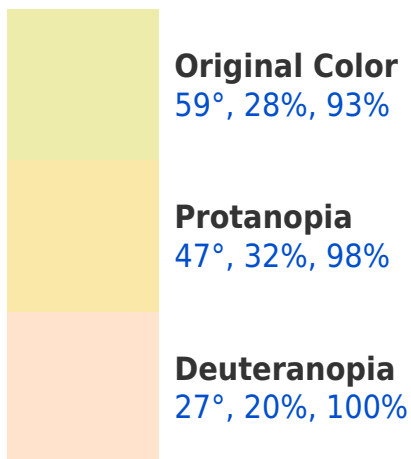 Original Color
59°, 28%, 93%
Protanopia
47°, 32%, 98%
Deuteranopia
27°, 20%, 100%